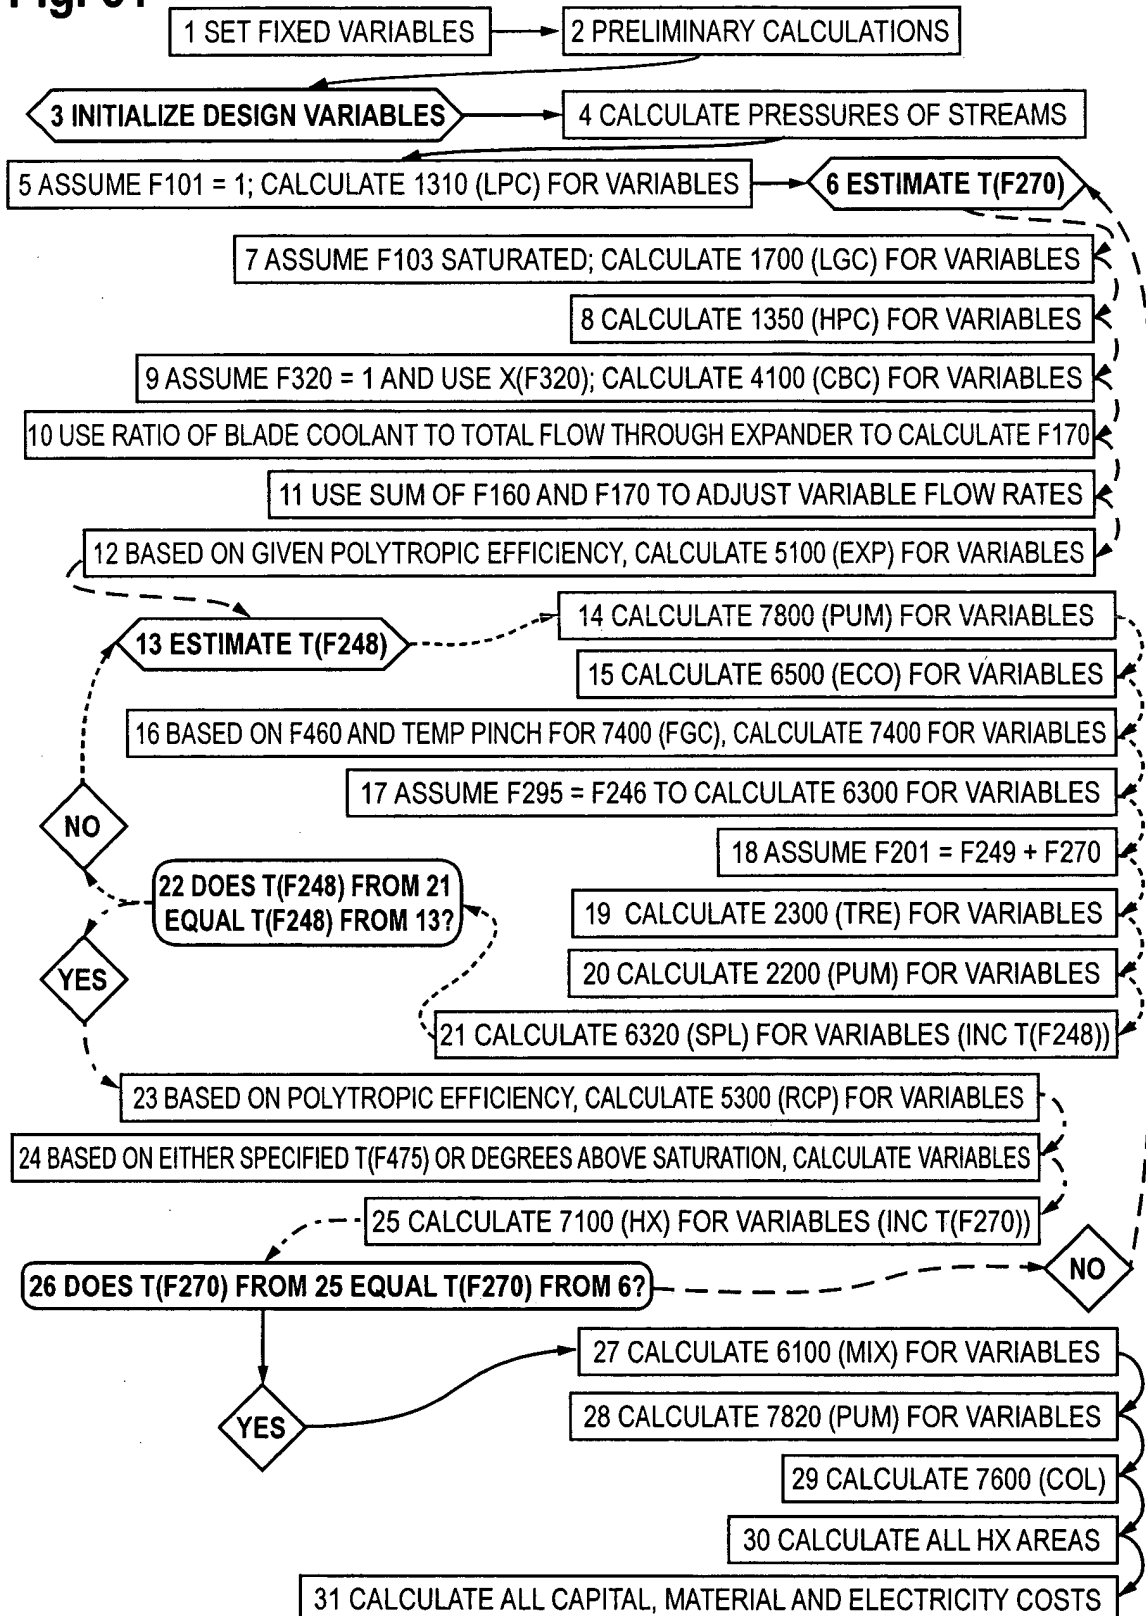 1 SET FIXED VARIABLES
2 PRELIMINARY CALCULATIONS
3 INITIALIZE DESIGN VARIABLES
4 CALCULATE PRESSURES OF STREAMS
5 ASSUME F101 = 1; CALCULATE 1310 (LPC) FOR VARIABLES
6 ESTIMATE T(F270)
7 ASSUME F103 SATURATED; CALCULATE 1700 (LGC) FOR VARIABLES
8 CALCULATE 1350 (HPC) FOR VARIABLES
9 ASSUME F320 = 1 AND USE X(F320); CALCULATE 4100 (CBC) FOR VARIABLES
10 USE RATIO OF BLADE COOLANT TO TOTAL FLOW THROUGH EXPANDER TO CALCULATE F170
11 USE SUM OF F160 AND F170 TO ADJUST VARIABLE FLOW RATES
12 BASED ON GIVEN POLYTROPIC EFFICIENCY, CALCULATE 5100 (EXP) FOR VARIABLES
13 ESTIMATE T(F248)
14 CALCULATE 7800 (PUM) FOR VARIABLES
15 CALCULATE 6500 (ECO) FOR VARIABLES
16 BASED ON F460 AND TEMP PINCH FOR 7400 (FGC), CALCULATE 7400 FOR VARIABLES
17 ASSUME F295 = F246 TO CALCULATE 6300 FOR VARIABLES
NO
18 ASSUME F201 = F249 + F270
22 DOES T(F248) FROM 21
EQUAL T(F248) FROM 13?
19 CALCULATE 2300 (TRE) FOR VARIABLES
YES
20 CALCULATE 2200 (PUM) FOR VARIABLES
21 CALCULATE 6320 (SPL) FOR VARIABLES (INC T(F248))
23 BASED ON POLYTROPIC EFFICIENCY, CALCULATE 5300 (RCP) FOR VARIABLES
24 BASED ON EITHER SPECIFIED T(F475) OR DEGREES ABOVE SATURATION, CALCULATE VARIABLES
25 CALCULATE 7100 (HX) FOR VARIABLES (INC T(F270))
26 DOES T(F270) FROM 25 EQUAL T(F270) FROM 6?
NO
27 CALCULATE 6100 (MIX) FOR VARIABLES
YES
28 CALCULATE 7820 (PUM) FOR VARIABLES
29 CALCULATE 7600 (COL)
30 CALCULATE ALL HX AREAS
31 CALCULATE ALL CAPITAL, MATERIAL AND ELECTRICITY COSTS